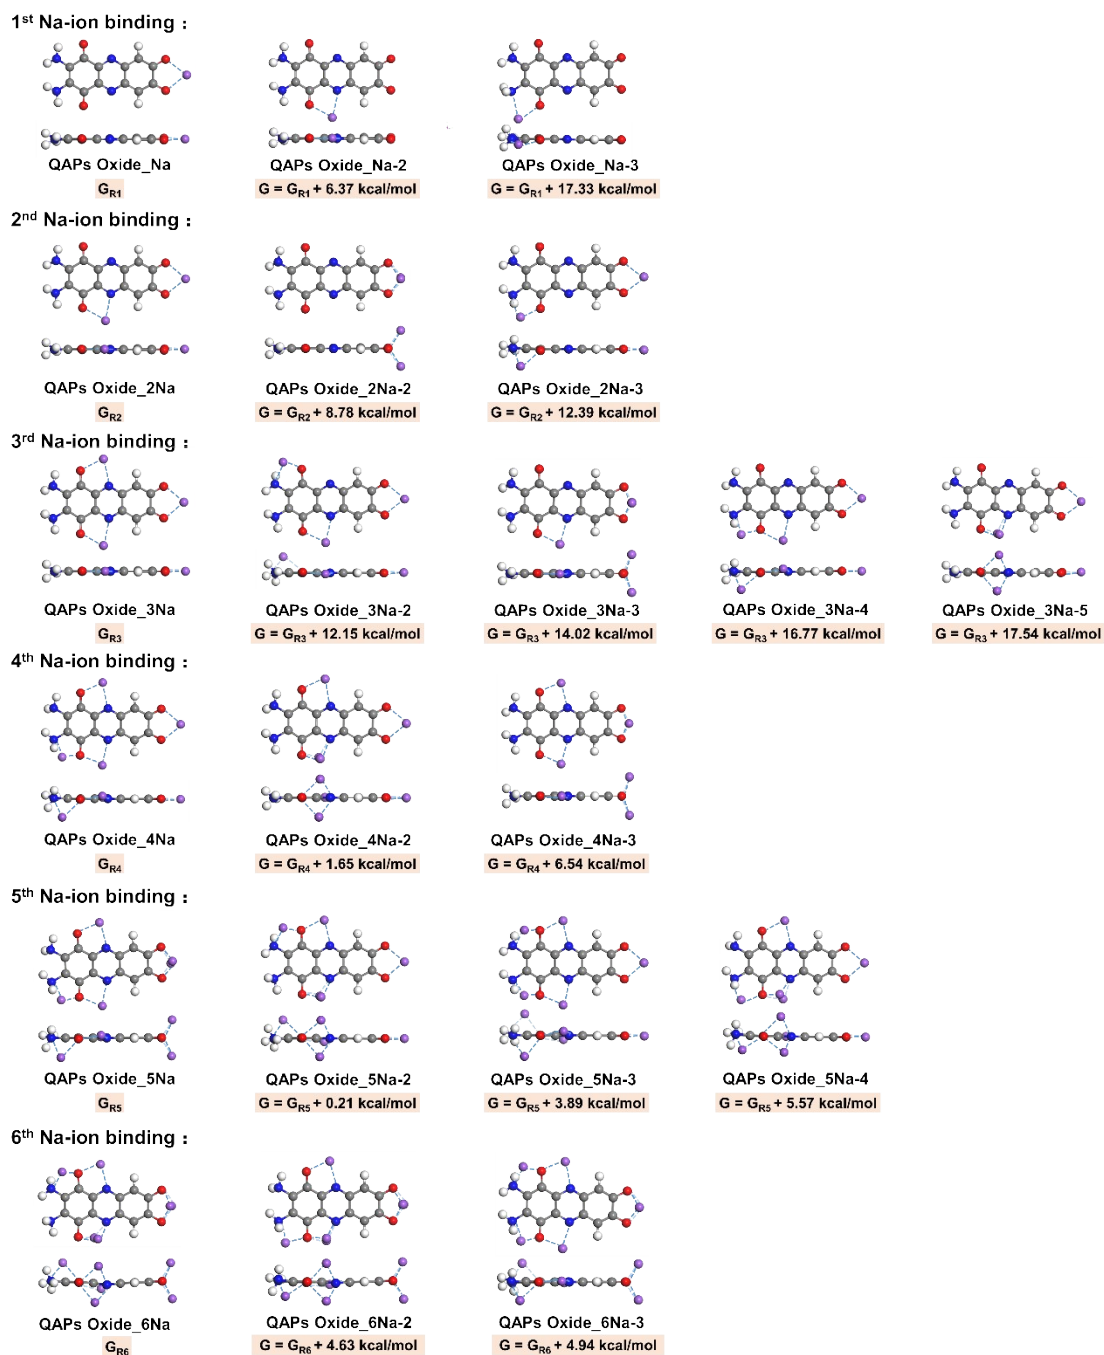 1st Na-ion binding :
QAPs Oxide_Na QAPs Oxide_Na-2 QAPs Oxide_Na-3
GR1 G = GR1 + 6.37 kcal/mol G = GR1 + 17.33 kcal/mol
2nd Na-ion binding :
QAPs Oxide_2Na QAPs Oxide_2Na-2 QAPs Oxide_2Na-3
GR2 G = GR2 + 8.78 kcal/mol G = GR2 + 12.39 kcal/mol
3rd Na-ion binding :
QAPs Oxide_3Na QAPs Oxide_3Na-2 QAPs Oxide_3Na-3 QAPs Oxide_3Na-4 QAPs Oxide_3Na-5
GR3 G = GR3 + 12.15 kcal/mol G = GR3 + 14.02 kcal/mol G = GR3 + 16.77 kcal/mol G = GR3 + 17.54 kcal/mol
4th Na-ion binding :
QAPs Oxide_4Na QAPs Oxide_4Na-2 QAPs Oxide_4Na-3
GR4 G = GR4 + 1.65 kcal/mol G = GR4 + 6.54 kcal/mol
5th Na-ion binding :
QAPs Oxide_5Na QAPs Oxide_5Na-2 QAPs Oxide_5Na-3 QAPs Oxide_5Na-4
GR5 G = GR5 + 0.21 kcal/mol G = GR5 + 3.89 kcal/mol G = GR5 + 5.57 kcal/mol
6th Na-ion binding :
QAPs Oxide_6Na QAPs Oxide_6Na-2 QAPs Oxide_6Na-3
GR6 G = GR6 + 4.63 kcal/mol G = GR6 + 4.94 kcal/mol